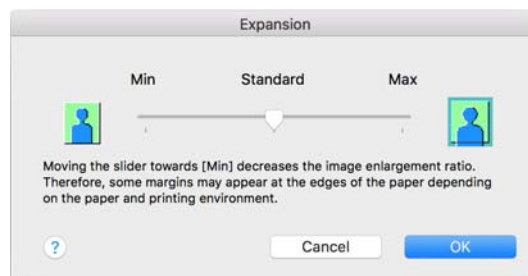 Expansion
Min Standard Max
Moving the slider towards [Min] decreases the image enlargement ratio.
Therefore, some margins may appear at the edges of the paper depending
on the paper and printing environment.
? Cancel OK